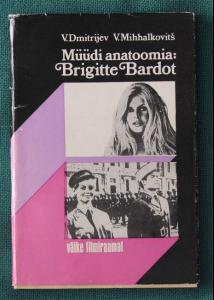 V.Dmitrijev V.Mihhalkovitš
Müüdi anatoomia:
Brigitte Bardot
väike filmiraamat